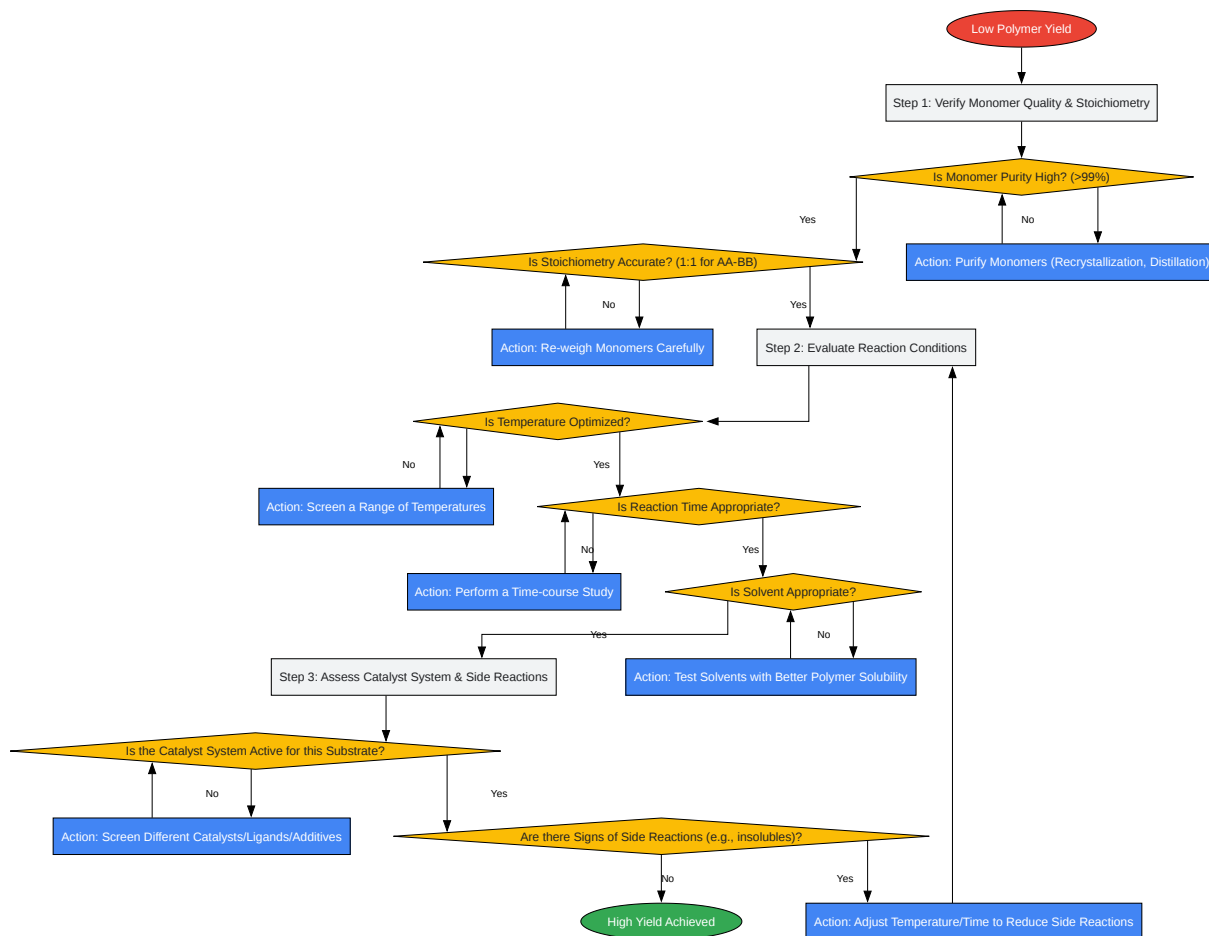 Low Polymer Yield
Step 1: Verify Monomer Quality & Stoichiometry
Is Monomer Purity High? (>99%)
Yes
No
Is Stoichiometry Accurate? (1:1 for AA-BB)
Action: Purify Monomers (Recrystallization, Distillation)
No
Yes
Action: Re-weigh Monomers Carefully
Step 2: Evaluate Reaction Conditions
Is Temperature Optimized?
No
Yes
Action: Screen a Range of Temperatures
Is Reaction Time Appropriate?
No
Yes
Action: Perform a Time-course Study
Is Solvent Appropriate?
Yes
No
Step 3: Assess Catalyst System & Side Reactions
Action: Test Solvents with Better Polymer Solubility
Is the Catalyst System Active for this Substrate?
No
Yes
Action: Screen Different Catalysts/Ligands/Additives
Are there Signs of Side Reactions (e.g., insolubles)?
No
Yes
High Yield Achieved
Action: Adjust Temperature/Time to Reduce Side Reactions